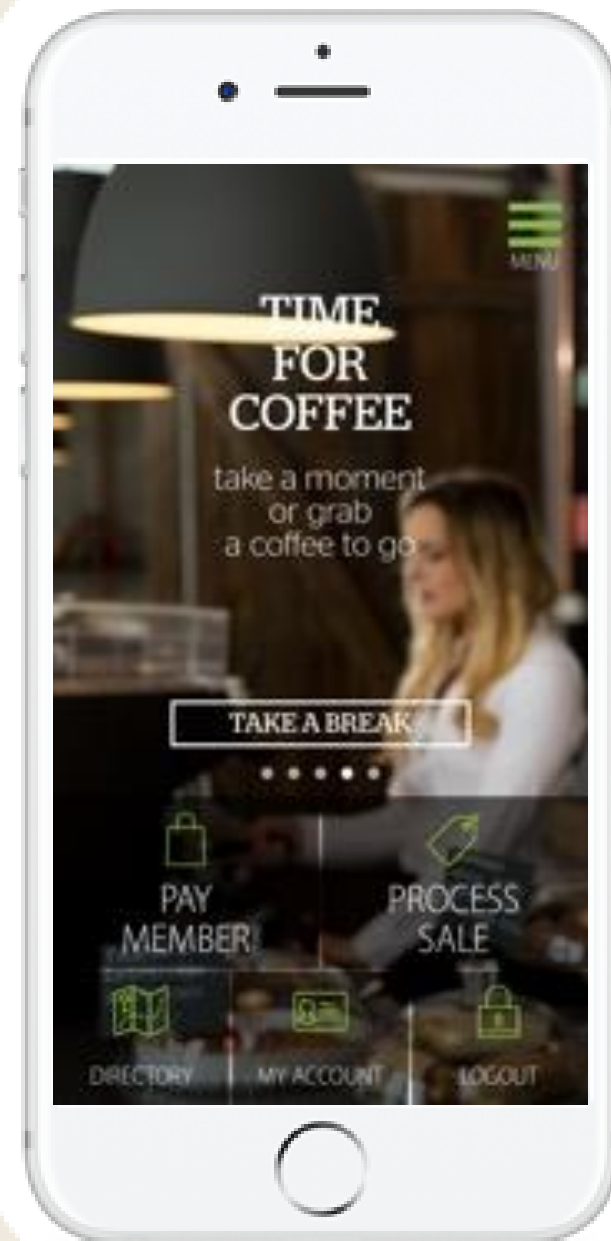 MENU
TIME
FOR
COFFEE
take a moment
or grab
a coffee to go
TAKE A BREAK
PAY
MEMBER
PROCESS
SALE
DIRECTORY
MY ACCOUNT
LOGOUT